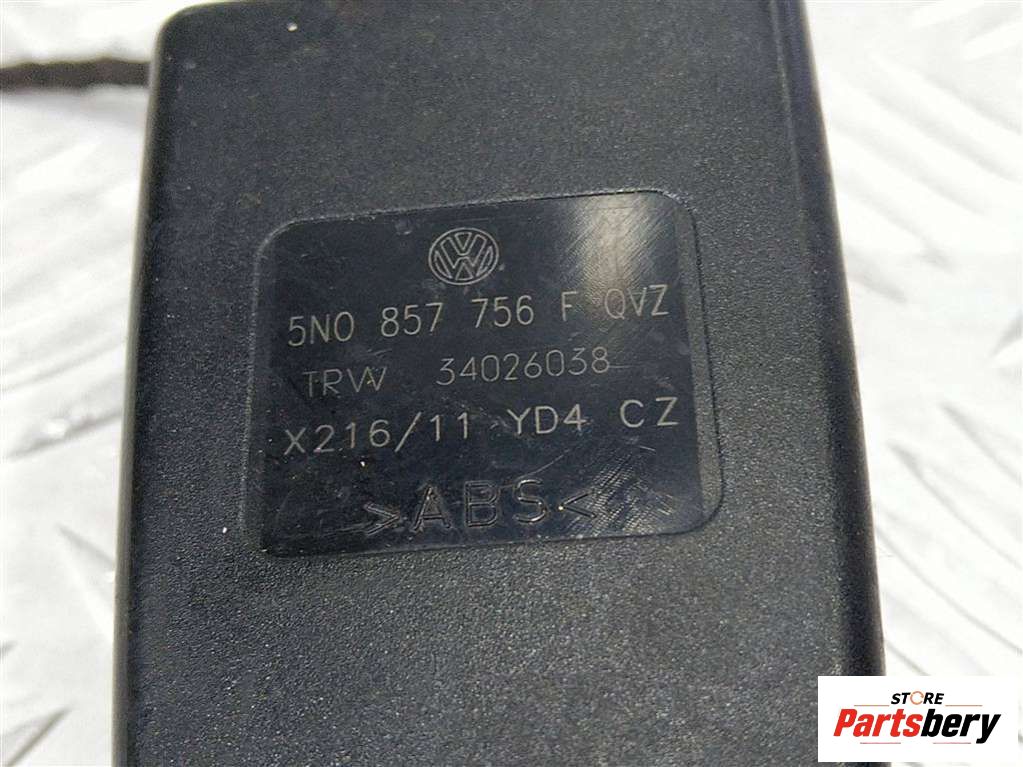 5N0 857 756 F QVZ
TRW 34026038
X216/11 YD4 CZ
>ABS<
STORE
Partsbery